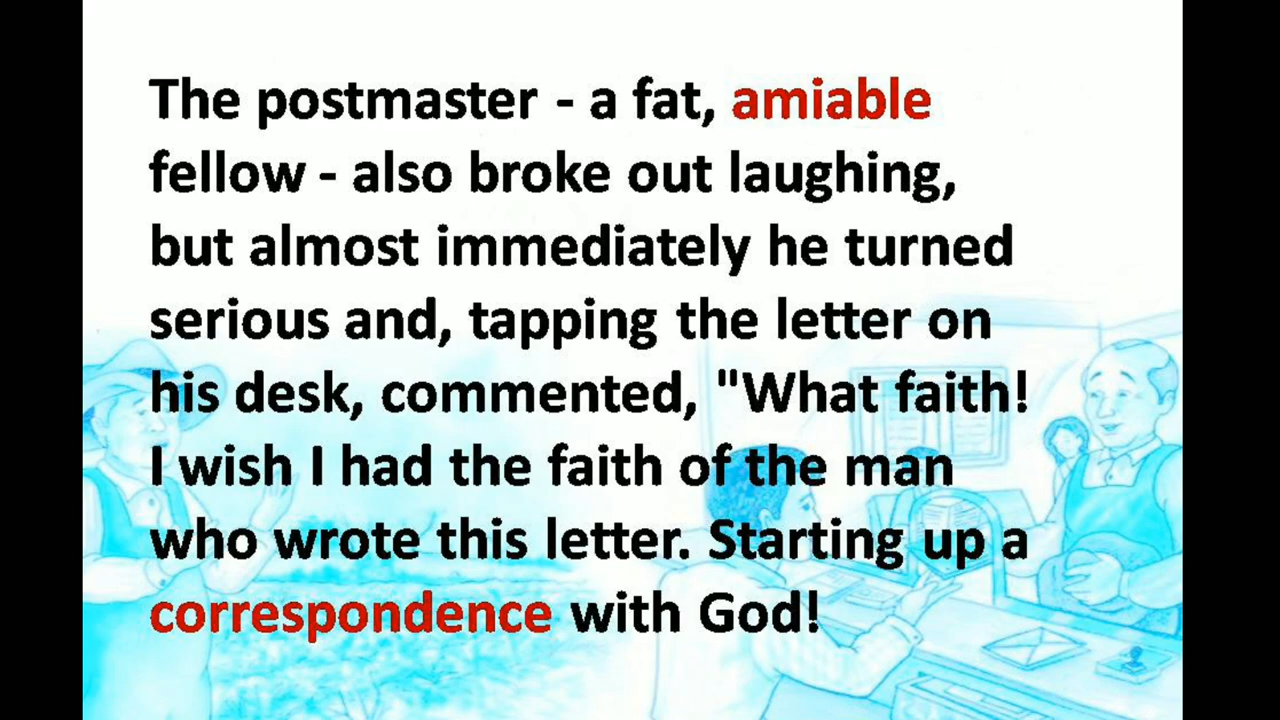 The postmaster - a fat, amiable
fellow - also broke out laughing,
but almost immediately he turned
serious and, tapping the letter on
his desk, commented, "What faith!
I wish I had the faith of the man
who wrote this letter. Starting up a
correspondence with God!